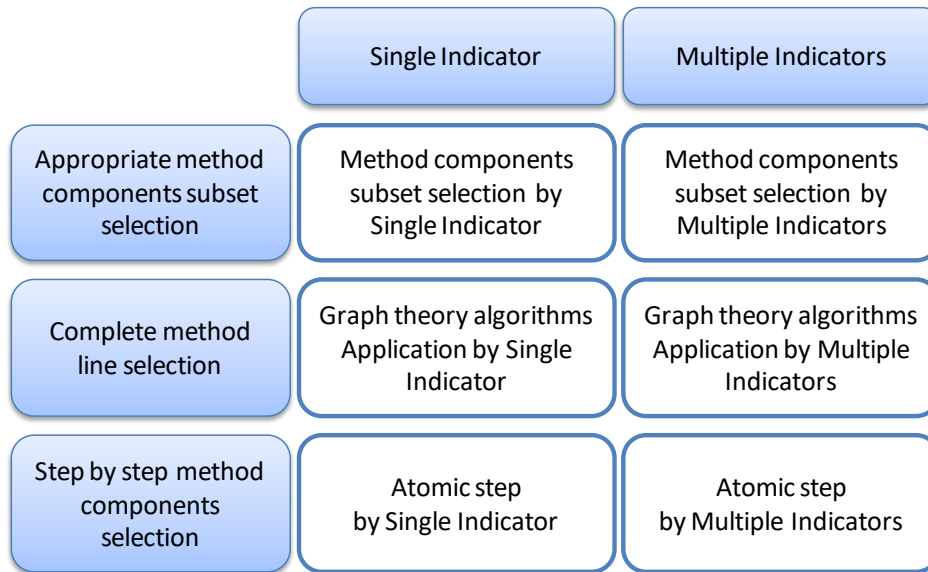 Single Indicator
Multiple Indicators
Appropriate method
components subset
selection
Method components
subset selection by
Single Indicator
Method components
subset selection by
Multiple Indicators
Complete method
line selection
Graph theory algorithms
Application by Single
Indicator
Graph theory algorithms
Application by Multiple
Indicators
Step by step method
components
selection
Atomic step
by Single Indicator
Atomic step
by Multiple Indicators